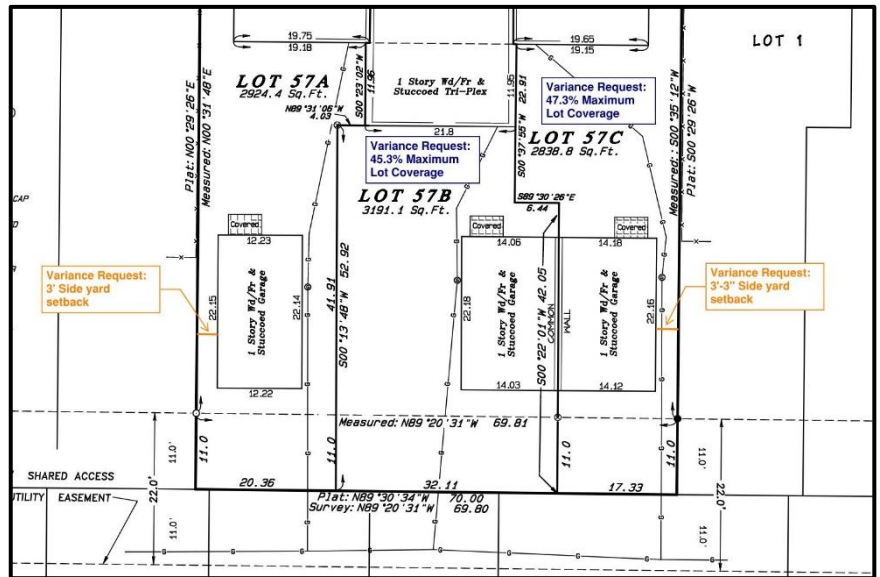 19.75
19.18
19.65
19.15
LOT 1
LOT 57A
2924.4 Sq.Ft.
S00°23'02"W
11.96
1 Story Wd/Fr &
Stuccoed Tri-Plex
11.95
S00°37'55"W 22.91
Variance Request:
47.3% Maximum
Lot Coverage
Plat: N00°29'26"E
Measured: N00°31'48"E
N89°31'06"W
4.03
21.8
LOT 57C
2838.8 Sq.Ft.
Measured: S00°35'12"W
Plat: S00°29'26"W
Variance Request:
45.3% Maximum
Lot Coverage
LOT 57B
3191.1 Sq.Ft.
S89°30'26"E
6.44
CAP
Covered
Covered
Covered
12.23
14.06
14.18
Variance Request:
3' Side yard
setback
22.15
1 Story Wd/Fr &
Stuccoed Garage
22.14
41.91
S00°13'48"W 52.92
22.18
1 Story Wd/Fr &
Stuccoed Garage
S00°22'01"W 42.05
COMMON
WALL
1 Story Wd/Fr &
Stuccoed Garage
22.16
Variance Request:
3'-3" Side yard
setback
12.22
14.03
14.12
Measured: N89°20'31"W 69.81
11.0'
11.0
11.0
11.0
11.0
11.0'
SHARED ACCESS
22.0'
22.0'
20.36
32.11
17.33
UTILITY EASEMENT
Plat: N89°30'34"W 70.00
Survey: N89°20'31"W 69.80
11.0'
11.0'